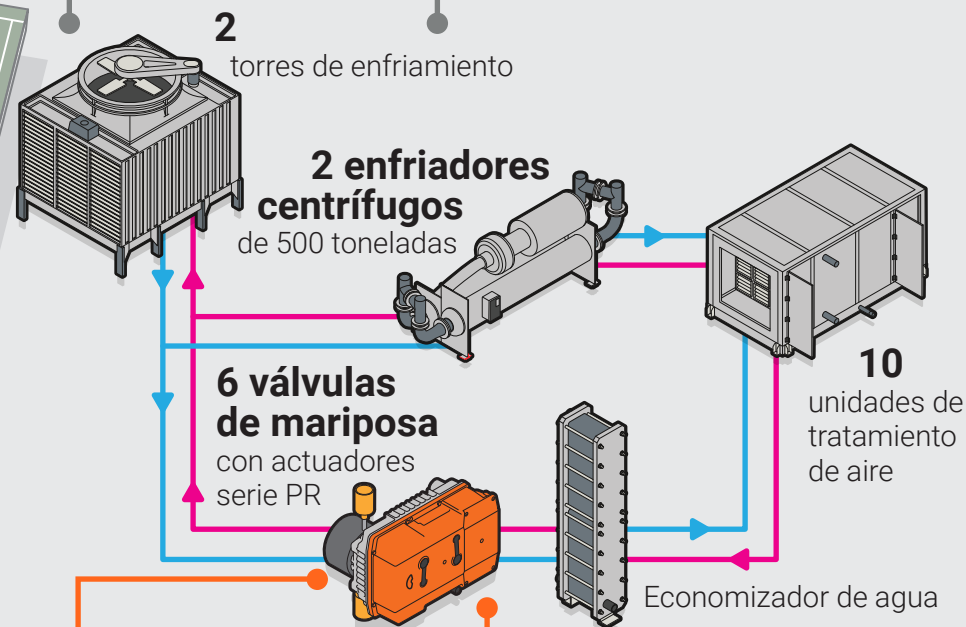 2
torres de enfriamiento
2 enfriadores
centrífugos
de 500 toneladas
6 válvulas
de mariposa
con actuadores
serie PR
10
unidades de
tratamiento
de aire
Economizador de agua